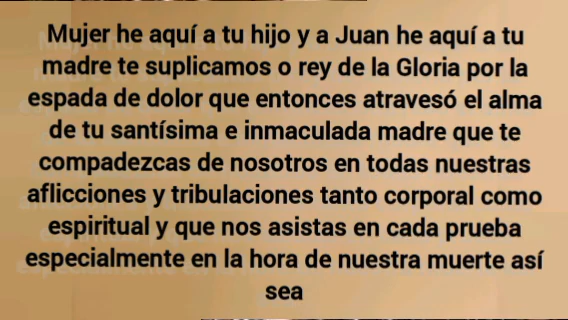 Mujer he aquí a tu hijo y a Juan he aquí a tu
madre te suplicamos o rey de la Gloria por la
espada de dolor que entonces atravesó el alma
de tu santísima e inmaculada madre que te
compadezcas de nosotros en todas nuestras
aflicciones y tribulaciones tanto corporal como
espiritual y que nos asistas en cada prueba
especialmente en la hora de nuestra muerte así
sea